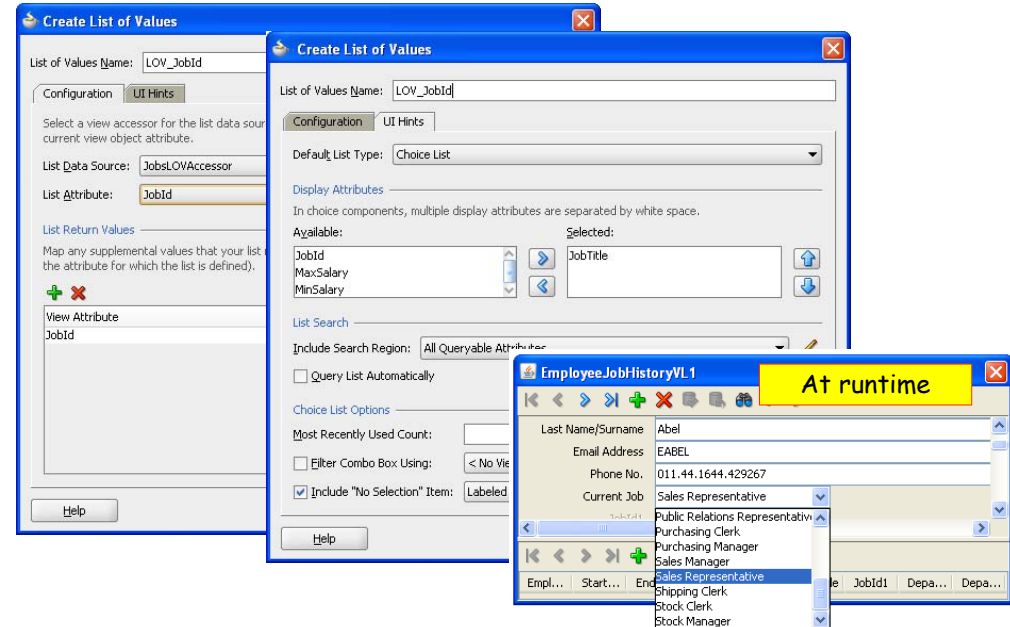 Create List of Values
List of Values Name: LOV_JobId
Configuration UI Hints
Select a view accessor for the list data sour
current view object attribute.
List Data Source: JobsLOVAccessor
List Attribute: JobId
List Return Values
Map any supplemental values that your list
the attribute for which the list is defined).
View Attribute
JobId
Help
Create List of Values
List of Values Name: LOV_JobId
Configuration UI Hints
Default List Type: Choice List
Display Attributes
In choice components, multiple display attributes are separated by white space.
Available: Selected:
JobId JobTitle
MaxSalary
MinSalary
List Search
Include Search Region: All Queryable Attributes
Query List Automatically
Choice List Options
Most Recently Used Count:
Filter Combo Box Using: < No Vie
Include "No Selection" Item: Labeled
Help
EmployeeJobHistoryVL1
At runtime
Last Name/Surname Abel
Email Address EABEL
Phone No. 011.44.1644.429267
Current Job Sales Representative
JobId1
Public Relations Representativ
Purchasing Clerk
Purchasing Manager
Sales Manager
Sales Representative
Shipping Clerk
Stock Clerk
Stock Manager
Empl... Start... End le JobId1 Depa... Depa...